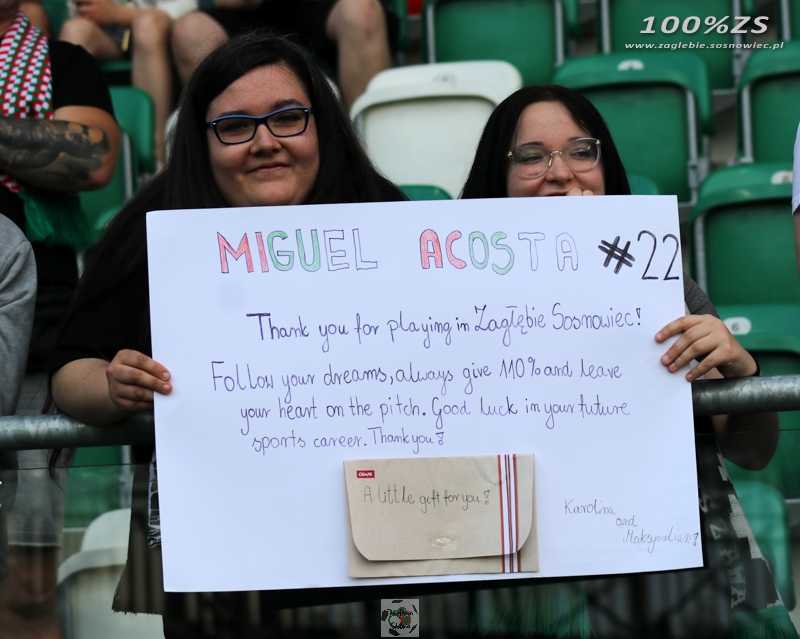 100%ZS
www.zaglebie.sosnowiec.pl
MIGUEL ACOSTA #22
Thank you for playing in Zagłębie Sosnowiec!
Follow your dreams, always give 110% and leave
your heart on the pitch. Good luck in your future
sports career. Thank you!
CEWE
A little gift for you!
Karolina
and
Maksymilian!